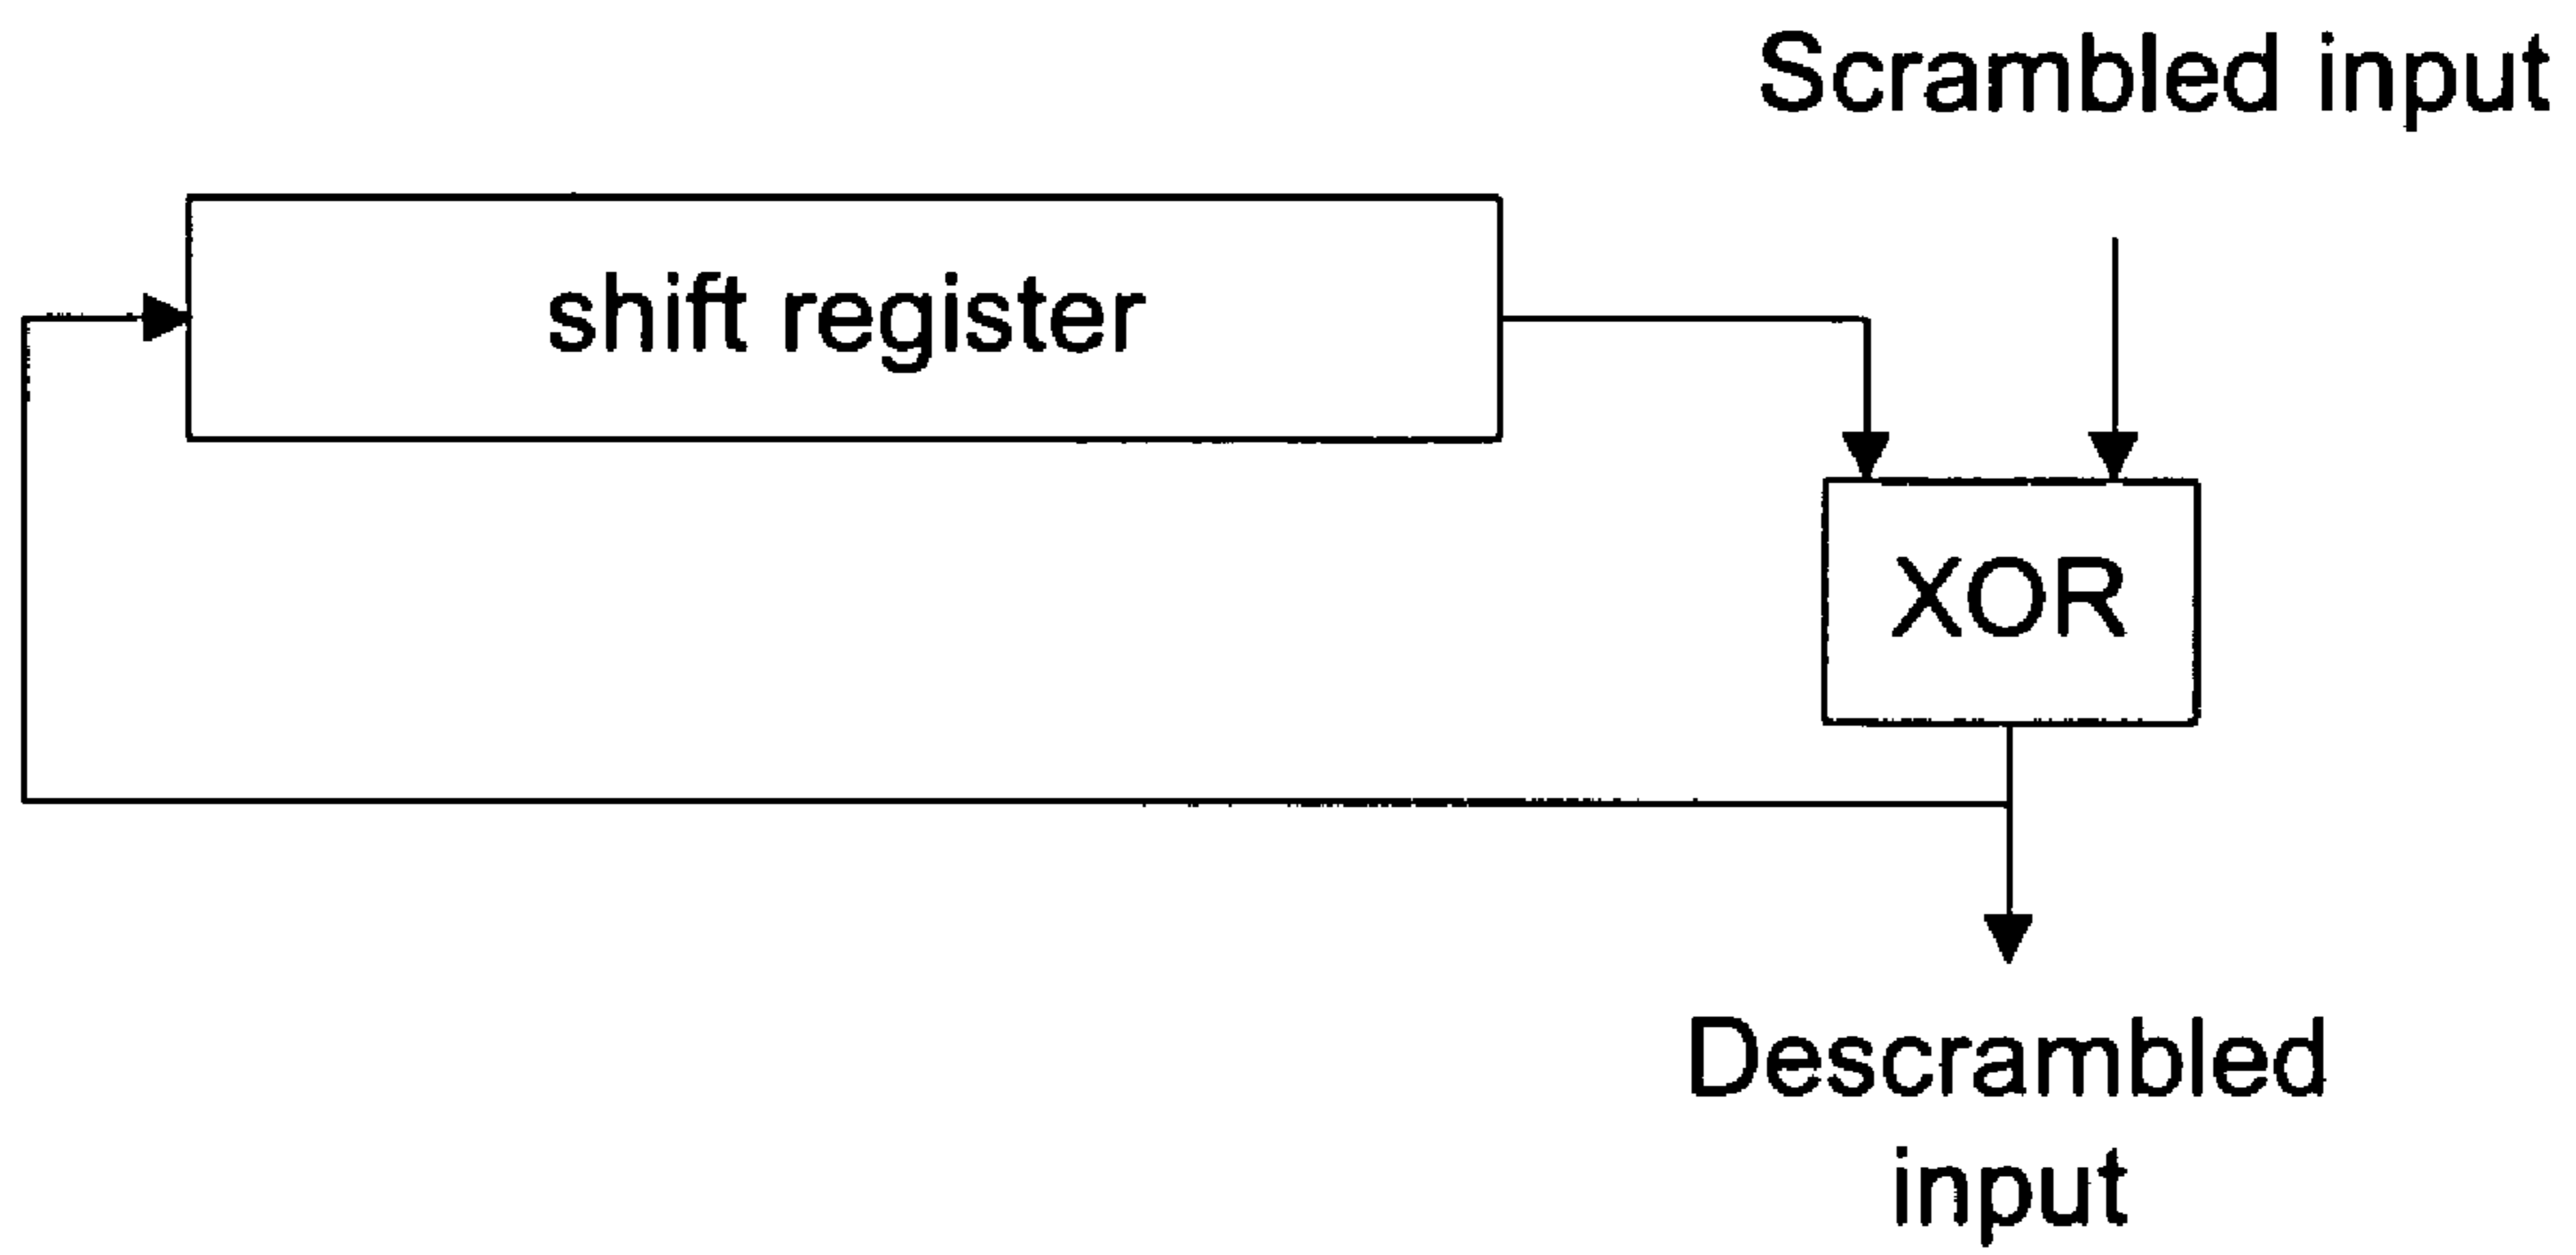 Scrambled input
shift register
XOR
Descrambled
input